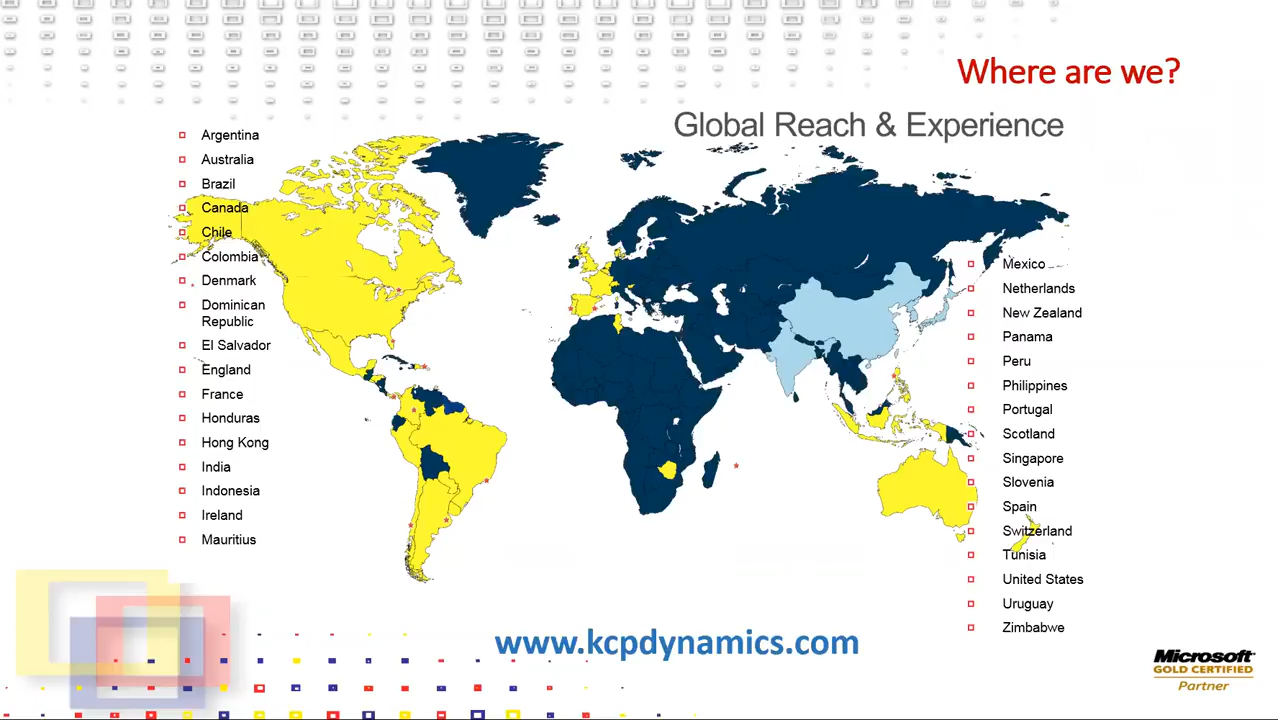 Where are we?
Global Reach & Experience
Argentina
Australia
Brazil
Canada
Chile
Colombia
Denmark
Dominican
Republic
El Salvador
England
France
Honduras
Hong Kong
India
Indonesia
Ireland
Mauritius
Mexico
Netherlands
New Zealand
Panama
Peru
Philippines
Portugal
Scotland
Singapore
Slovenia
Spain
Switzerland
Tunisia
United States
Uruguay
Zimbabwe
www.kcpdynamics.com
Microsoft
GOLD CERTIFIED
Partner